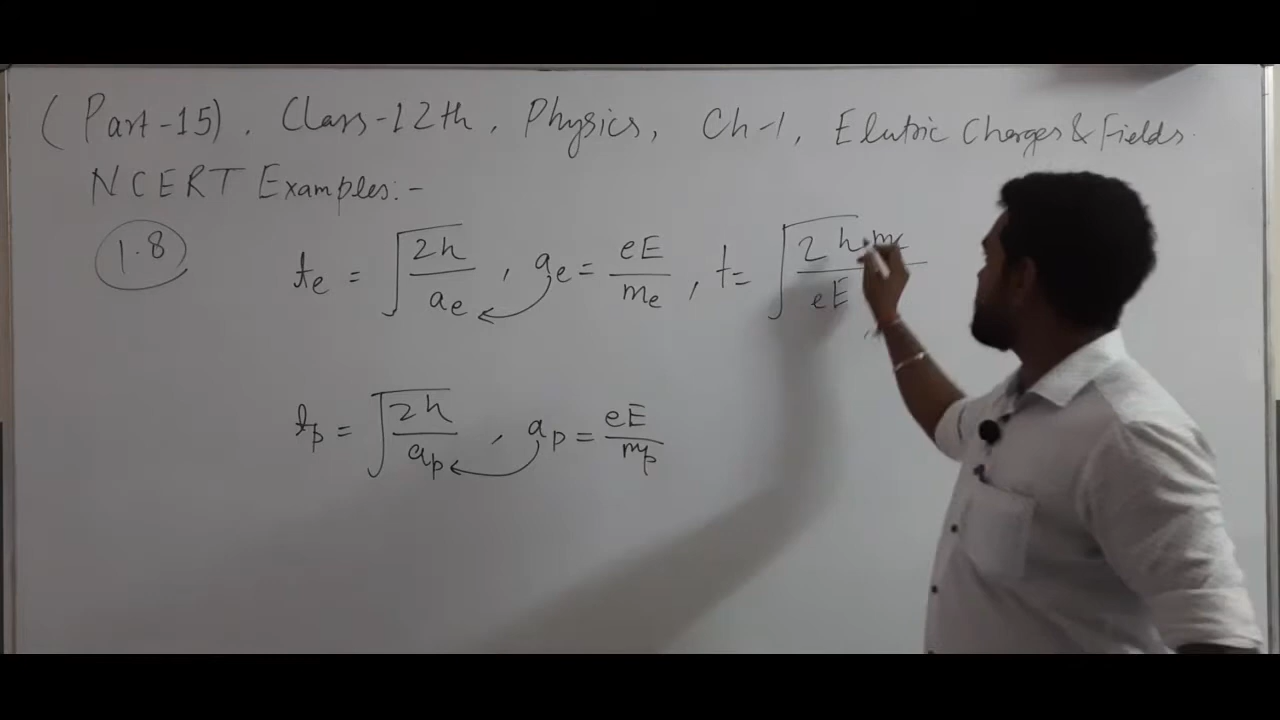 (Part-15), Class-12th, Physics, Ch-1, Electric Charges & Fields.
NCERT Examples:-
1.8
te = √(2h/ae), ae = eE/me, t = √(2h me/eE)
tp = √(2h/ap), ap = eE/mp